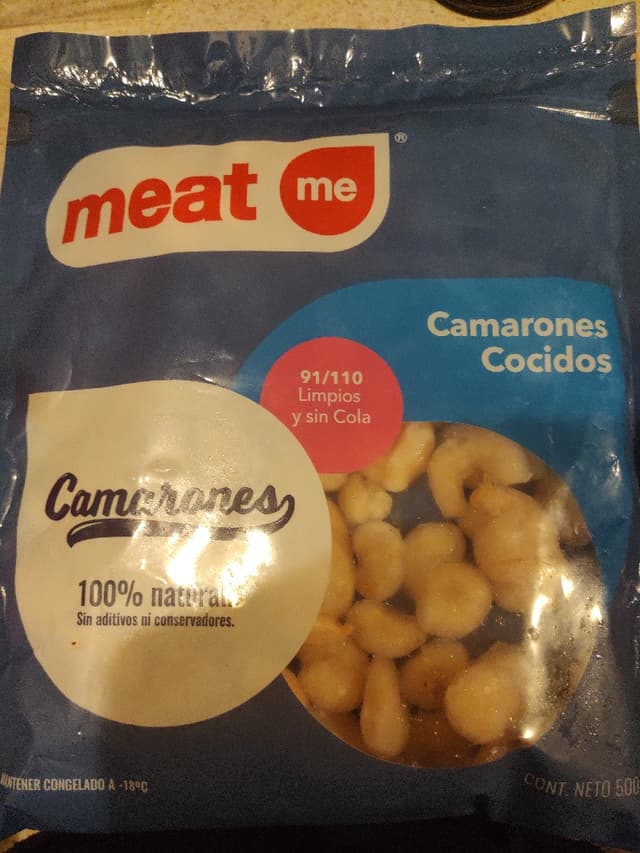 meat me ®
Camarones
Cocidos
91/110
Limpios
y sin Cola
Camarones
100% natural.
Sin aditivos ni conservadores.
MANTENER CONGELADO A -18ºC
CONT. NETO 500